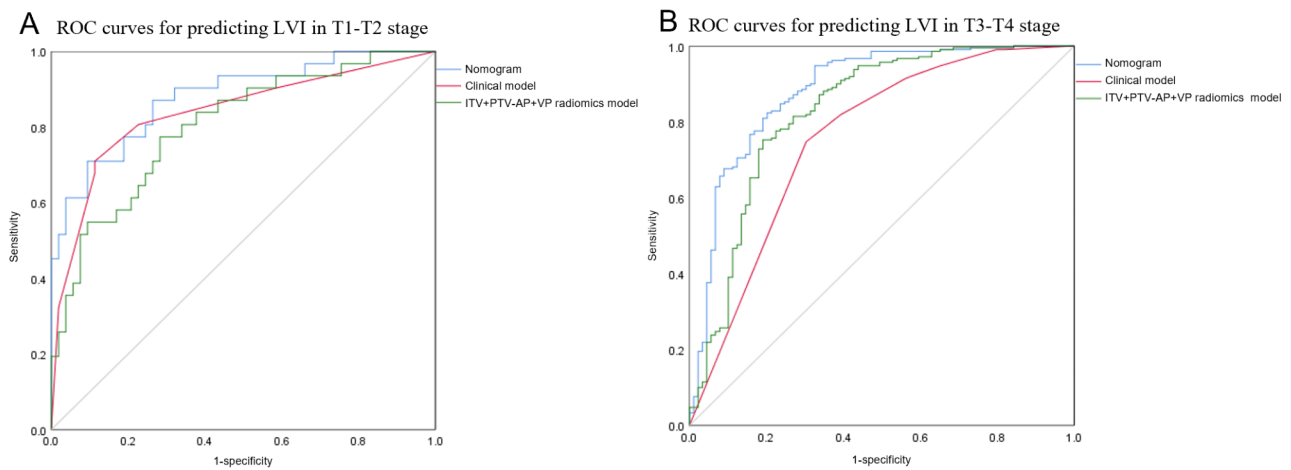 A ROC curves for predicting LVI in T1-T2 stage
1.0
0.8
0.6
0.4
0.2
0.0
Sensitivity
0.0 0.2 0.4 0.6 0.8 1.0
1-specificity
Nomogram
Clinical model
ITV+PTV-AP+VP radiomics model
B ROC curves for predicting LVI in T3-T4 stage
1.0
0.8
0.6
0.4
0.2
0.0
Sensitivity
0.0 0.2 0.4 0.6 0.8 1.0
1-specificity
Nomogram
Clinical model
ITV+PTV-AP+VP radiomics model